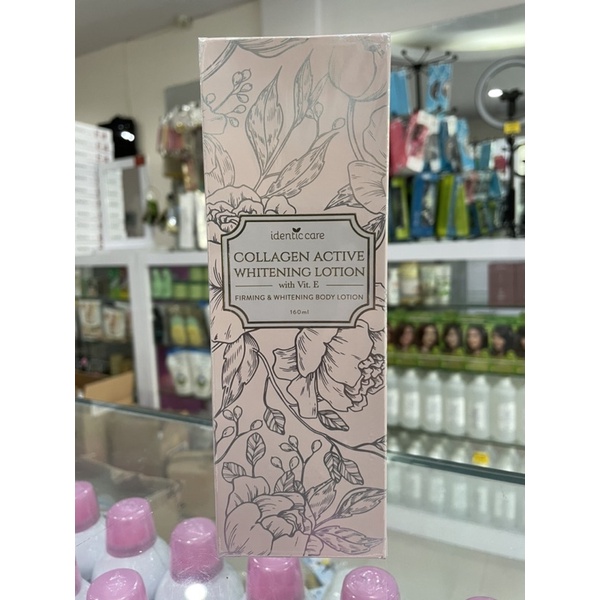 identic care
COLLAGEN ACTIVE
WHITENING LOTION
with Vit. E
FIRMING & WHITENING BODY LOTION
160ml